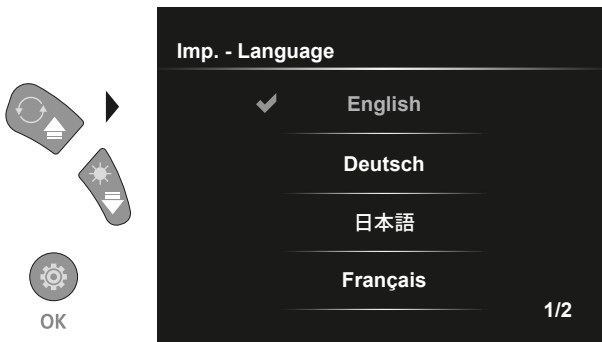 Imp. - Language
English
Deutsch
日本語
Français
1/2
OK